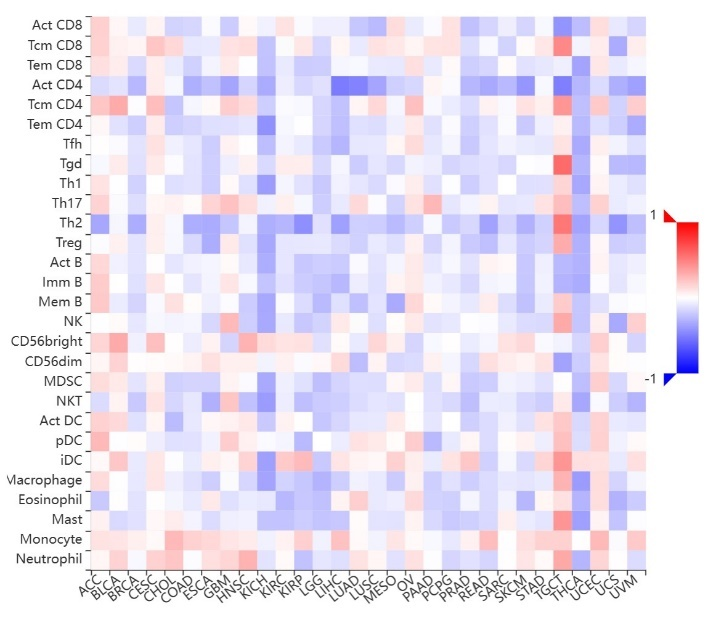 Act CD8
Tcm CD8
Tem CD8
Act CD4
Tcm CD4
Tem CD4
Tfh
Tgd
Th1
Th17
Th2
Treg
Act B
Imm B
Mem B
NK
CD56bright
CD56dim
MDSC
NKT
Act DC
pDC
iDC
Macrophage
Eosinophil
Mast
Monocyte
Neutrophil
ACC
BLCA
BRCA
CESC
CHOL
COAD
ESCA
GBM
HNSC
KICH
KIRC
KIRP
LGG
LIHC
LUAD
LUSC
MESO
OV
PAAD
PCPG
PRAD
READ
SARC
SKCM
STAD
TGCT
THCA
UCEC
UCS
UVM
1
-1